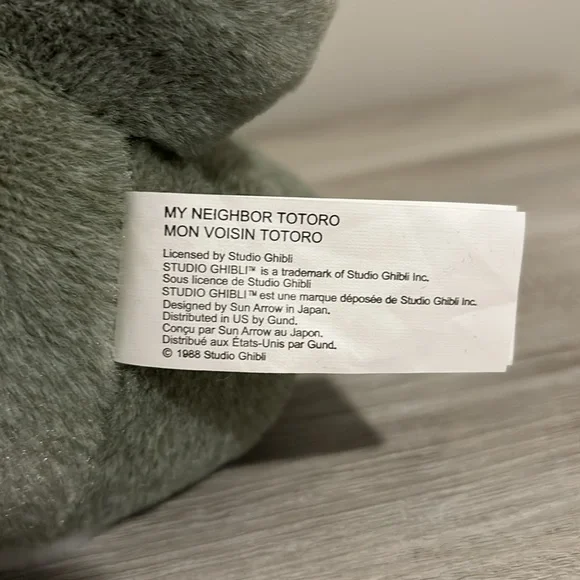 MY NEIGHBOR TOTORO
MON VOISIN TOTORO
Licensed by Studio Ghibli
STUDIO GHIBLI™ is a trademark of Studio Ghibli Inc.
Sous licence de Studio Ghibli
STUDIO GHIBLI™ est une marque déposée de Studio Ghibli Inc.
Designed by Sun Arrow in Japan.
Distributed in US by Gund.
Conçu par Sun Arrow au Japon.
Distribué aux États-Unis par Gund.
© 1988 Studio Ghibli